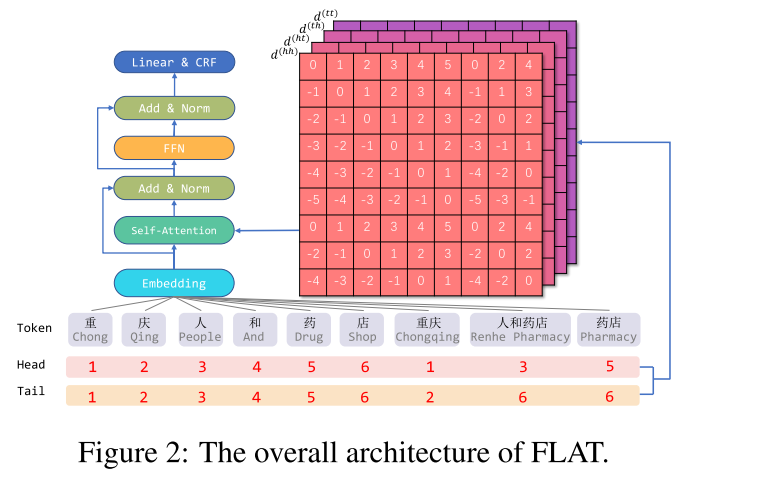 d(tt)
d(th)
d(ht)
d(hh)
Linear & CRF
Add & Norm
FFN
Add & Norm
Self-Attention
Embedding
0 1 2 3 4 5 0 2 4
-1 0 1 2 3 4 -1 1 3
-2 -1 0 1 2 3 -2 0 2
-3 -2 -1 0 1 2 -3 -1 1
-4 -3 -2 -1 0 1 -4 -2 0
-5 -4 -3 -2 -1 0 -5 -3 -1
0 1 2 3 4 5 0 2 4
-2 -1 0 1 2 3 -2 0 2
-4 -3 -2 -1 0 1 -4 -2 0
Token
重 庆 人 和 药 店 重庆 人和药店 药店
Chong Qing People And Drug Shop Chongqing Renhe Pharmacy Pharmacy
Head 1 2 3 4 5 6 1 3 5
Tail 1 2 3 4 5 6 2 6 6
Figure 2: The overall architecture of FLAT.